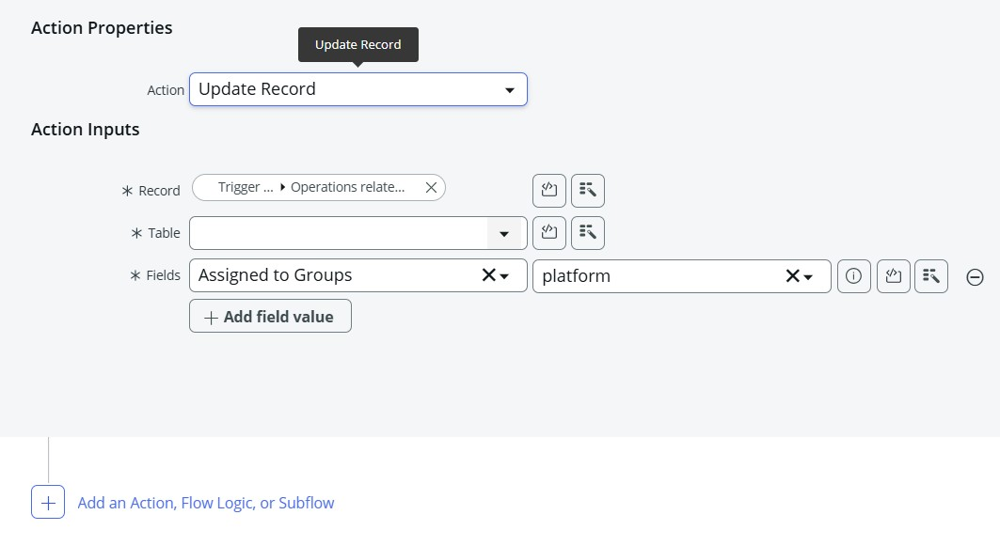 Action Properties
Update Record
Action Update Record
Action Inputs
* Record Trigger ... Operations relate...
* Table
* Fields Assigned to Groups platform
+ Add field value
Add an Action, Flow Logic, or Subflow